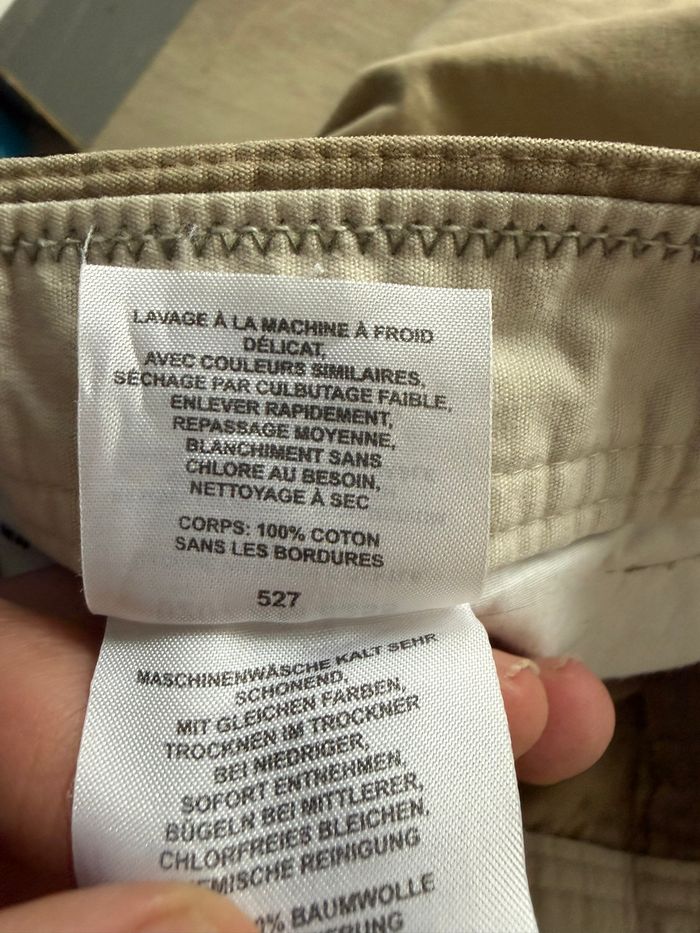 LAVAGE À LA MACHINE À FROID
DÉLICAT,
AVEC COULEURS SIMILAIRES,
SÉCHAGE PAR CULBUTAGE FAIBLE,
ENLEVER RAPIDEMENT,
REPASSAGE MOYENNE,
BLANCHIMENT SANS
CHLORE AU BESOIN,
NETTOYAGE À SEC
CORPS: 100% COTON
SANS LES BORDURES
527
MASCHINENWÄSCHE KALT SEHR
SCHONEND,
MIT GLEICHEN FARBEN,
TROCKNEN IM TROCKNER
BEI NIEDRIGER,
SOFORT ENTNEHMEN,
BÜGELN BEI MITTLERER,
CHLORFREIES BLEICHEN,
REINIGUNG
BAUMWOLLE